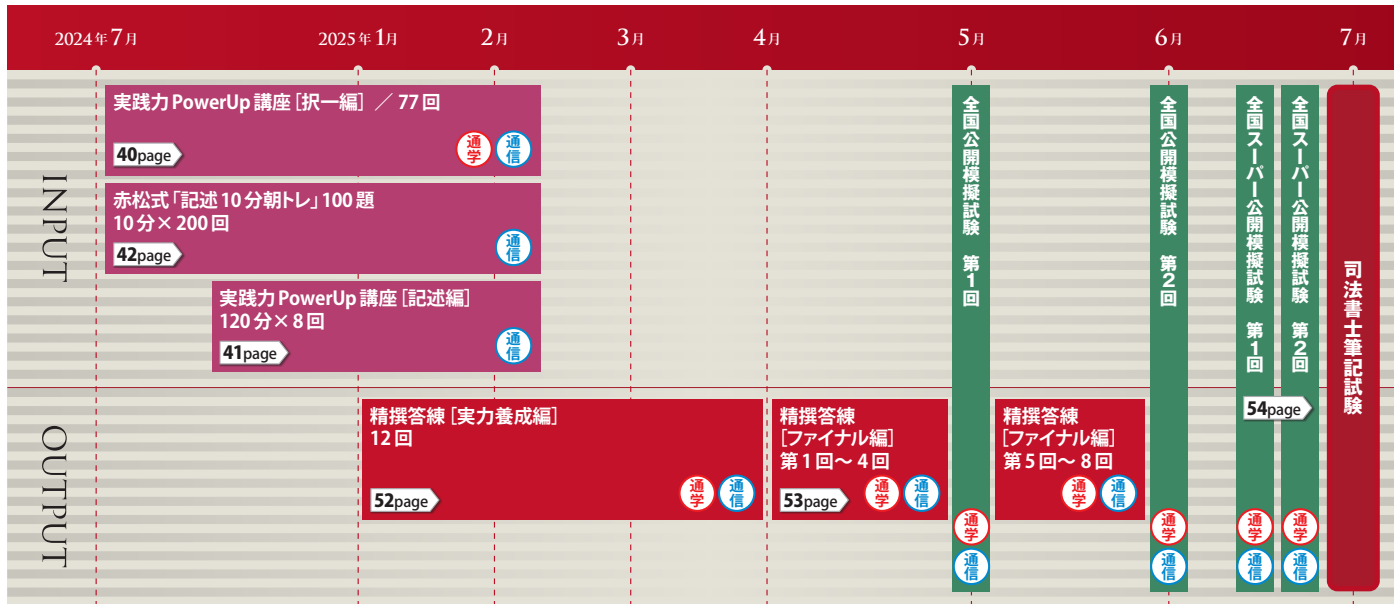 2024年7月
2025年1月
2月
3月
4月
5月
6月
7月
INPUT
実践力PowerUp講座［択一編］／77回
40page
通学
通信
赤松式「記述10分朝トレ」100題
10分×200回
42page
通信
実践力PowerUp講座［記述編］
120分×8回
41page
通信
OUTPUT
精撰答練［実力養成編］
12回
52page
通学
通信
精撰答練
［ファイナル編］
第1回～4回
53page
通学
通信
全国公開模擬試験　第1回
通学
通信
精撰答練
［ファイナル編］
第5回～8回
通学
通信
全国公開模擬試験　第2回
通学
通信
全国スーパー公開模擬試験　第1回
通学
通信
全国スーパー公開模擬試験　第2回
54page
通学
通信
司法書士筆記試験